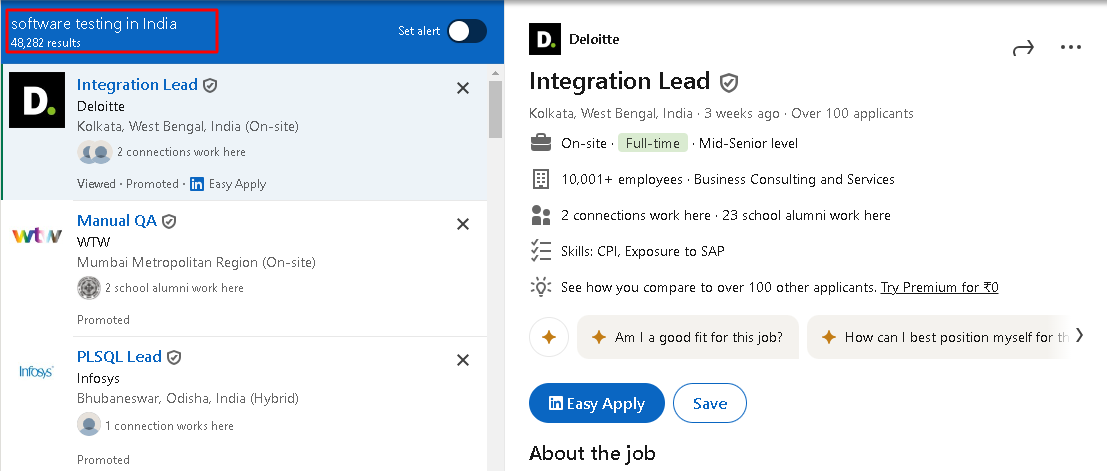 software testing in India
48,282 results
Set alert
D.
Integration Lead
Deloitte
Kolkata, West Bengal, India (On-site)
2 connections work here
Viewed · Promoted · in Easy Apply
wtw
Manual QA
WTW
Mumbai Metropolitan Region (On-site)
2 school alumni work here
Promoted
Infosys
PLSQL Lead
Infosys
Bhubaneswar, Odisha, India (Hybrid)
1 connection works here
Promoted
D. Deloitte
Integration Lead
Kolkata, West Bengal, India · 3 weeks ago · Over 100 applicants
On-site · Full-time · Mid-Senior level
10,001+ employees · Business Consulting and Services
2 connections work here · 23 school alumni work here
Skills: CPI, Exposure to SAP
See how you compare to over 100 other applicants. Try Premium for ₹0
Am I a good fit for this job?
How can I best position myself for th
in Easy Apply
Save
About the job